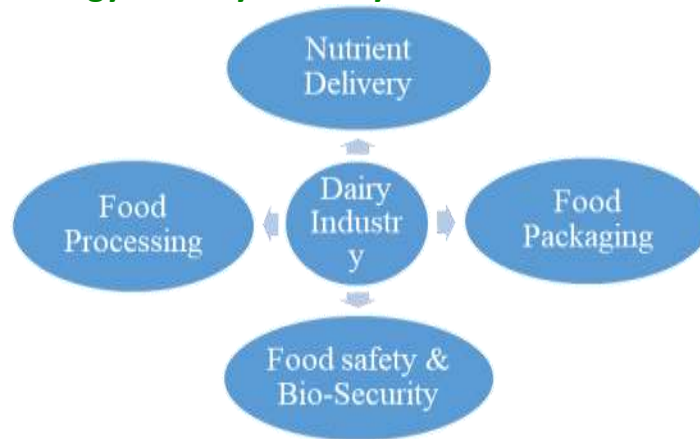 Nutrient
Delivery
Food
Processing
Dairy
Industr
y
Food
Packaging
Food safety &
Bio-Security